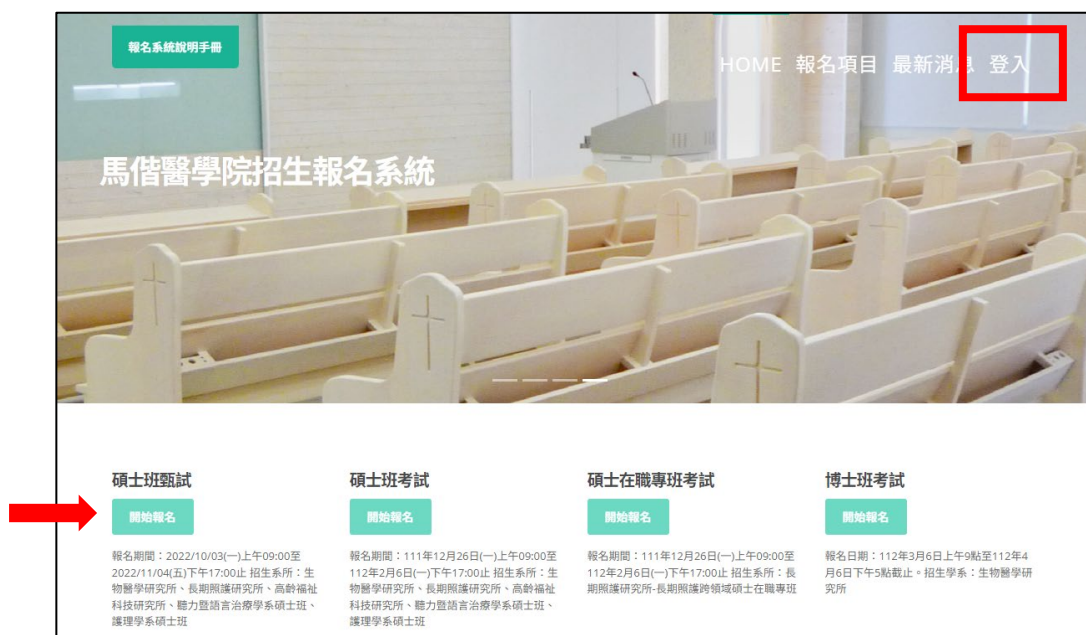 報名系統說明手冊
HOME 報名項目 最新消息 登入
馬偕醫學院招生報名系統
碩士班甄試
開始報名
報名期間：2022/10/03(一)上午09:00至
2022/11/04(五)下午17:00止 招生系所：生
物醫學研究所、長期照護研究所、高齡福祉
科技研究所、聽力暨語言治療學系碩士班、
護理學系碩士班
碩士班考試
開始報名
報名期間：111年12月26日(一)上午09:00至
112年2月6日(一)下午17:00止 招生系所：生
物醫學研究所、長期照護研究所、高齡福祉
科技研究所、聽力暨語言治療學系碩士班、
護理學系碩士班
碩士在職專班考試
開始報名
報名期間：111年12月26日(一)上午09:00至
112年2月6日(一)下午17:00止 招生系所：長
期照護研究所-長期照護跨領域碩士在職專班
博士班考試
開始報名
報名日期：112年3月6日上午9點至112年4
月6日下午5點截止。招生學系：生物醫學研
究所